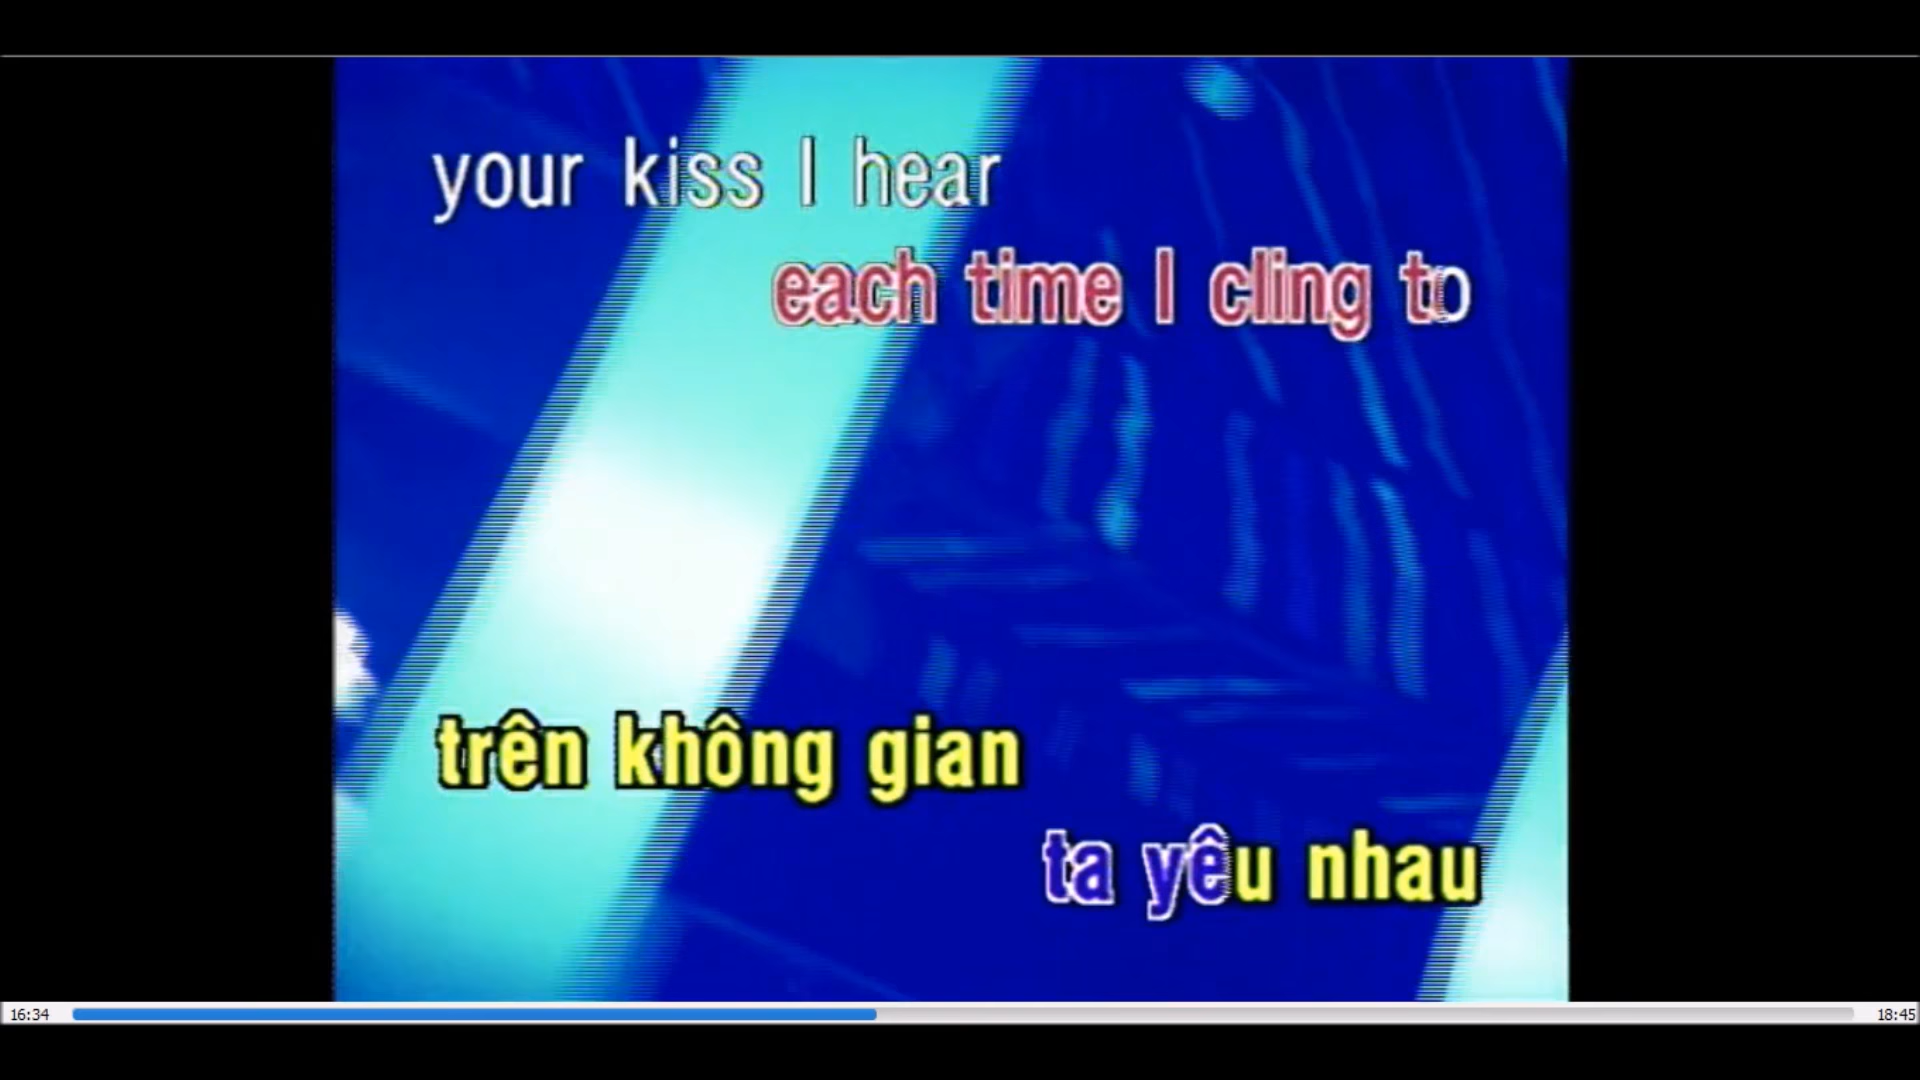 your kiss I hear
each time I cling to
trên không gian
ta yêu nhau
16:34
18:45